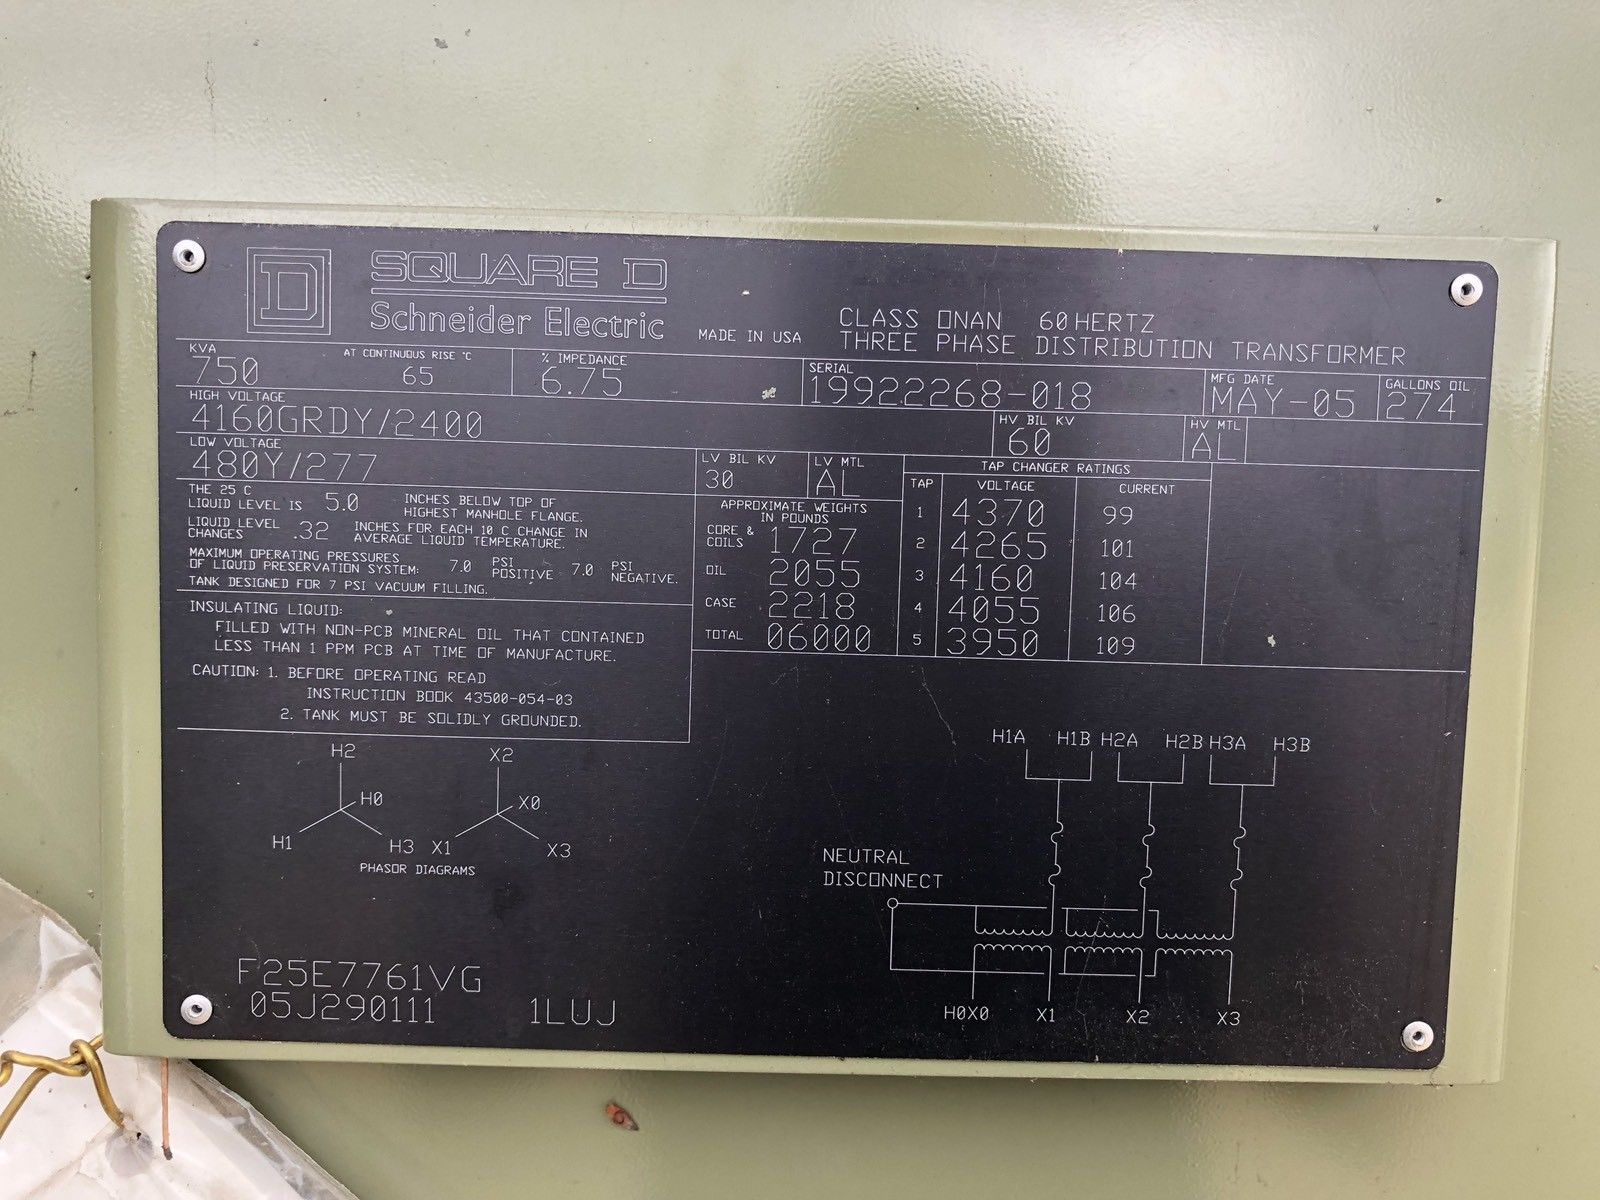 D SQUARE D
Schneider Electric MADE IN USA
CLASS ONAN 60 HERTZ
THREE PHASE DISTRIBUTION TRANSFORMER
KVA 750 AT CONTINUOUS RISE °C 65
% IMPEDANCE 6.75
SERIAL 19922268-018
MFG DATE MAY-05
GALLONS OIL 274
HIGH VOLTAGE
4160GRDY/2400
HV BIL KV 60
HV MTL AL
LOW VOLTAGE
480Y/277
LV BIL KV 30
LV MTL AL
THE 25 C
LIQUID LEVEL IS 5.0 INCHES BELOW TOP OF
HIGHEST MANHOLE FLANGE.
LIQUID LEVEL
CHANGES .32 INCHES FOR EACH 10 C CHANGE IN
AVERAGE LIQUID TEMPERATURE.
MAXIMUM OPERATING PRESSURES
OF LIQUID PRESERVATION SYSTEM: 7.0 PSI POSITIVE 7.0 PSI NEGATIVE.
TANK DESIGNED FOR 7 PSI VACUUM FILLING.
APPROXIMATE WEIGHTS
IN POUNDS
CORE & COILS 1727
OIL 2055
CASE 2218
TOTAL 06000
TAP CHANGER RATINGS
TAP VOLTAGE CURRENT
1 4370 99
2 4265 101
3 4160 104
4 4055 106
5 3950 109
INSULATING LIQUID:
FILLED WITH NON-PCB MINERAL OIL THAT CONTAINED
LESS THAN 1 PPM PCB AT TIME OF MANUFACTURE.
CAUTION: 1. BEFORE OPERATING READ
INSTRUCTION BOOK 43500-054-03
2. TANK MUST BE SOLIDLY GROUNDED.
H2 X2
H0 X0
H1 H3 X1 X3
PHASOR DIAGRAMS
H1A H1B H2A H2B H3A H3B
NEUTRAL
DISCONNECT
H0X0 X1 X2 X3
F25E7761VG
05J290111 1LUJ